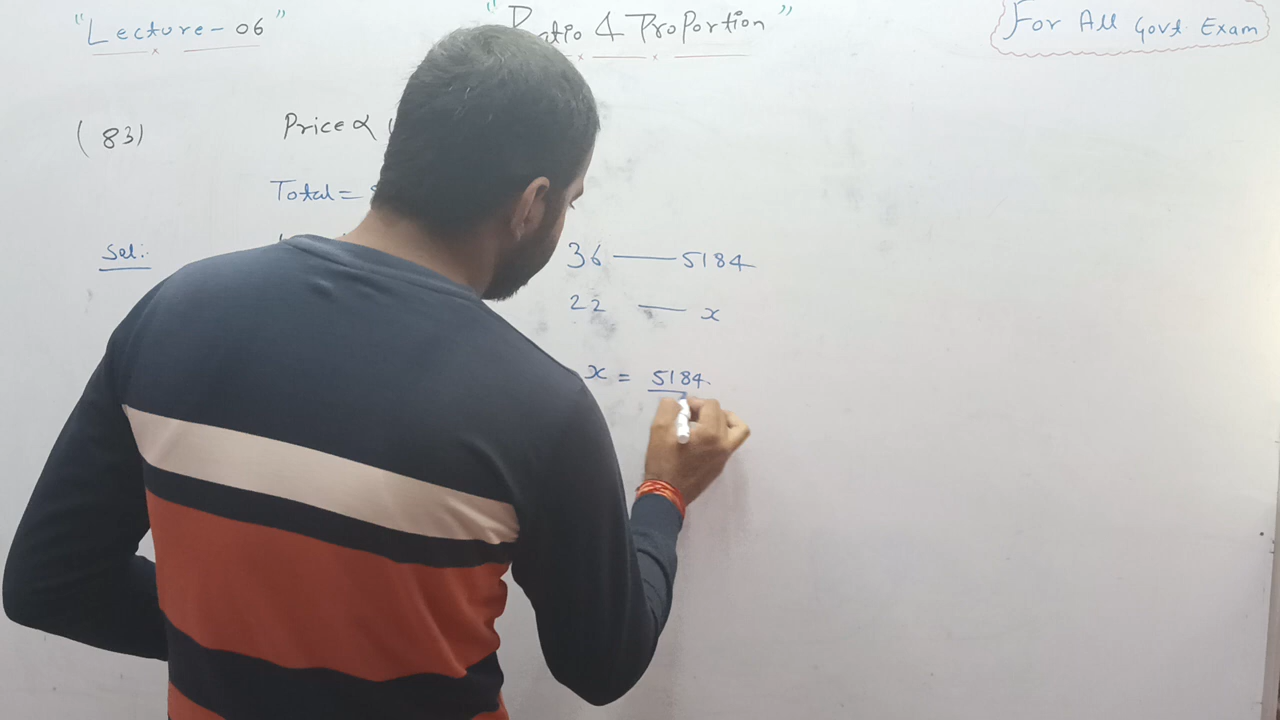 "Lecture-06"
" Ratio & Proportion "
For All Govt. Exam
(83)
Price ∝ (
Total =
Sol:
36 — 5184
22 — x
x = 5184